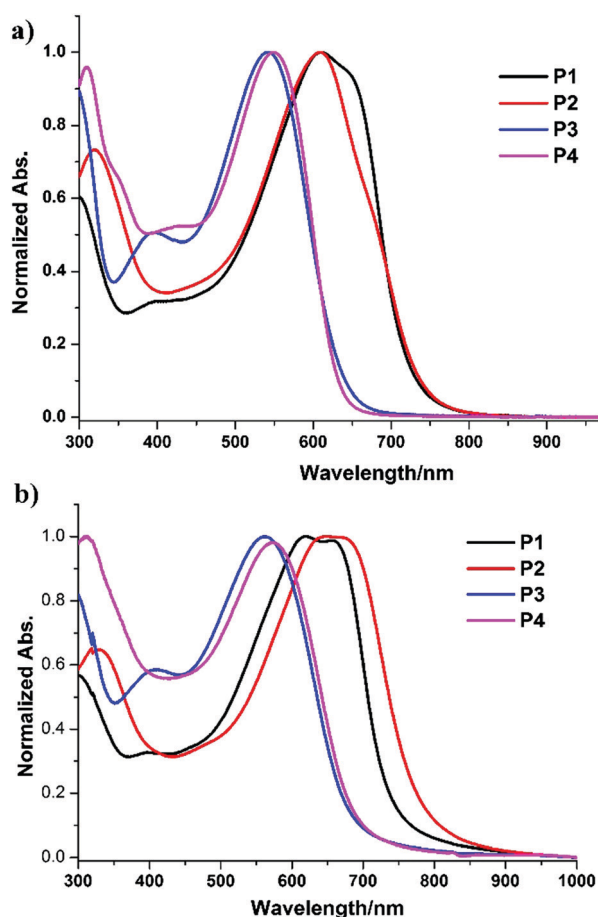 a)
Normalized Abs.
1.0
0.8
0.6
0.4
0.2
0.0
P1
P2
P3
P4
300 400 500 600 700 800 900
Wavelength/nm
b)
Normalized Abs.
1.0
0.8
0.6
0.4
0.2
0.0
P1
P2
P3
P4
300 400 500 600 700 800 900 1000
Wavelength/nm